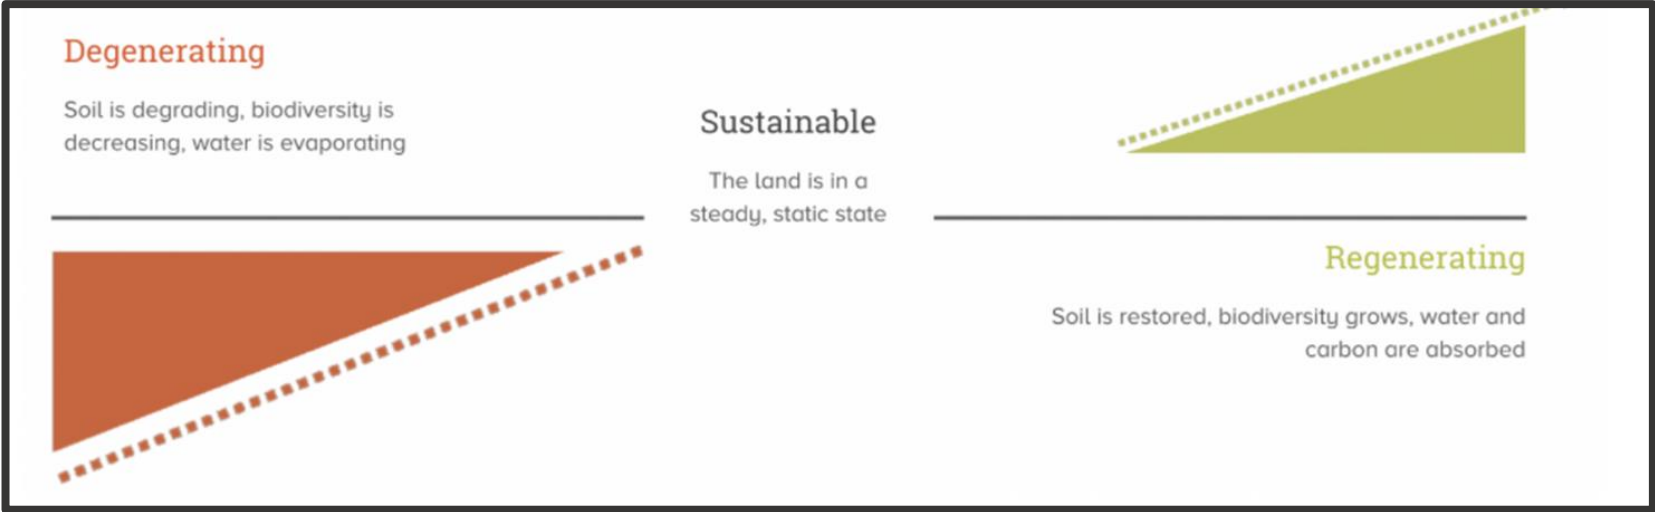 Degenerating
Soil is degrading, biodiversity is
decreasing, water is evaporating
Sustainable
The land is in a
steady, static state
Regenerating
Soil is restored, biodiversity grows, water and
carbon are absorbed